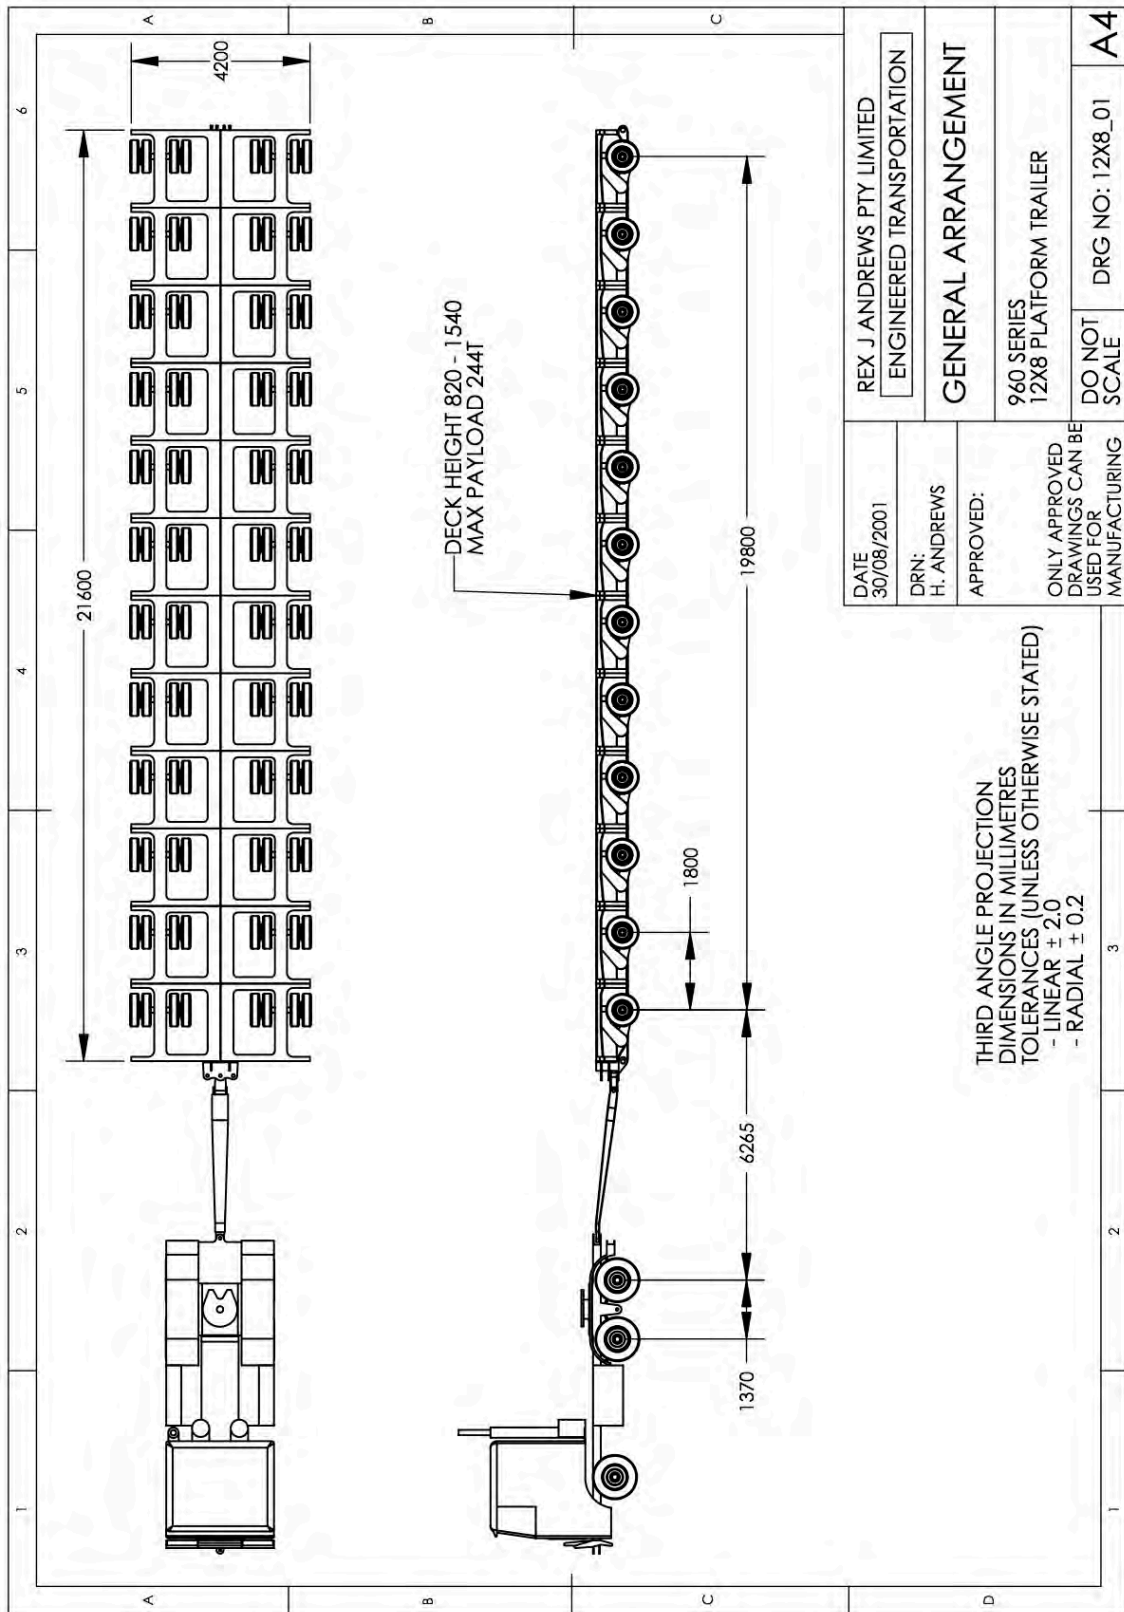 1
2
3
4
5
6
A
A
B
B
C
C
D
1
2
3
4200
21600
DECK HEIGHT 820 - 1540
MAX PAYLOAD 244T
1370
6265
1800
19800
THIRD ANGLE PROJECTION
DIMENSIONS IN MILLIMETRES
TOLERANCES (UNLESS OTHERWISE STATED)
- LINEAR ± 2.0
- RADIAL ± 0.2
DATE
30/08/2001
DRN:
H. ANDREWS
APPROVED:
ONLY APPROVED
DRAWINGS CAN BE
USED FOR
MANUFACTURING
REX J ANDREWS PTY LIMITED
ENGINEERED TRANSPORTATION
GENERAL ARRANGEMENT
960 SERIES
12X8 PLATFORM TRAILER
DO NOT
SCALE
DRG NO: 12X8_01
A4